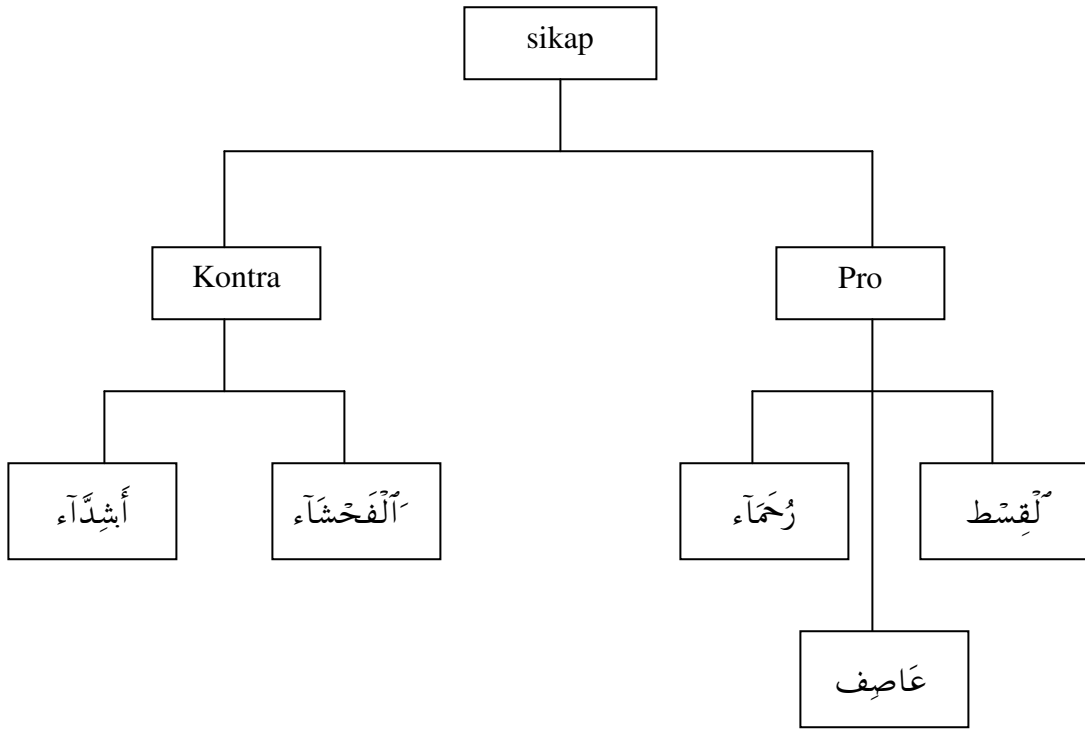 sikap
Kontra
Pro
أَشِدَّآء
َٱلْفَحْشَآء
رُحَمَآء
ٱلْقِسْط
عَاصِف